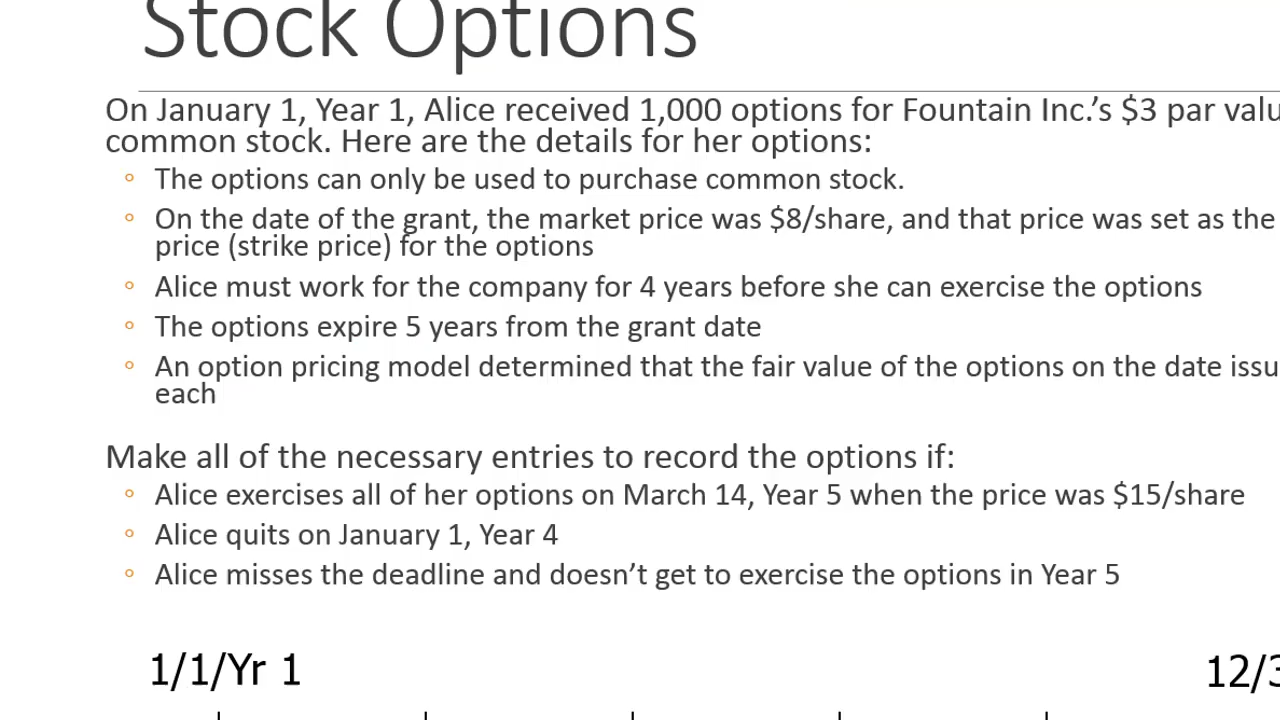 Stock Options
On January 1, Year 1, Alice received 1,000 options for Fountain Inc.'s $3 par
common stock. Here are the details for her options:
◦ The options can only be used to purchase common stock.
◦ On the date of the grant, the market price was $8/share, and that price was set as the
price (strike price) for the options
◦ Alice must work for the company for 4 years before she can exercise the options
◦ The options expire 5 years from the grant date
◦ An option pricing model determined that the fair value of the options on the date
each
Make all of the necessary entries to record the options if:
◦ Alice exercises all of her options on March 14, Year 5 when the price was $15/share
◦ Alice quits on January 1, Year 4
◦ Alice misses the deadline and doesn't get to exercise the options in Year 5
1/1/Yr 1